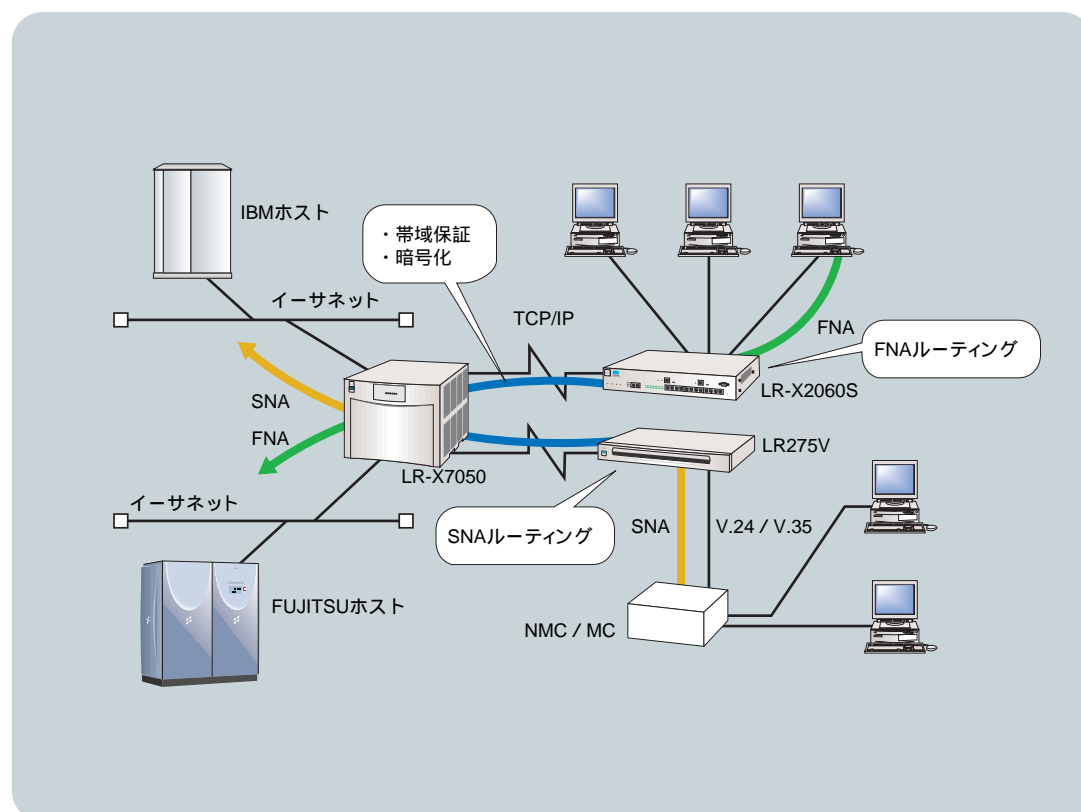 IBMホスト
・帯域保証
・暗号化
イーサネット
TCP/IP
FNA
FNAルーティング
SNA
LR-X2060S
FNA
LR-X7050
LR275V
イーサネット
SNAルーティング
SNA
V.24 / V.35
FUJITSUホスト
NMC / MC